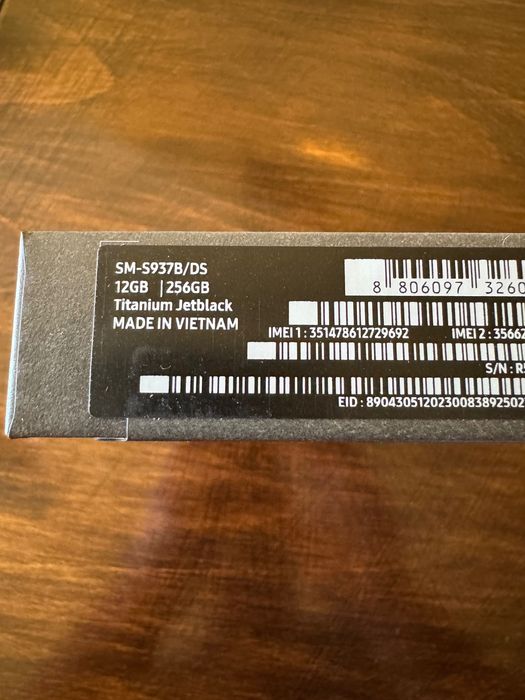 SM-S937B/DS
12GB | 256GB
Titanium Jetblack
MADE IN VIETNAM
8 806097 3260
IMEI 1 : 351478612729692 IMEI 2 : 35662
S/N : R5
EID : 8904305120230083892502